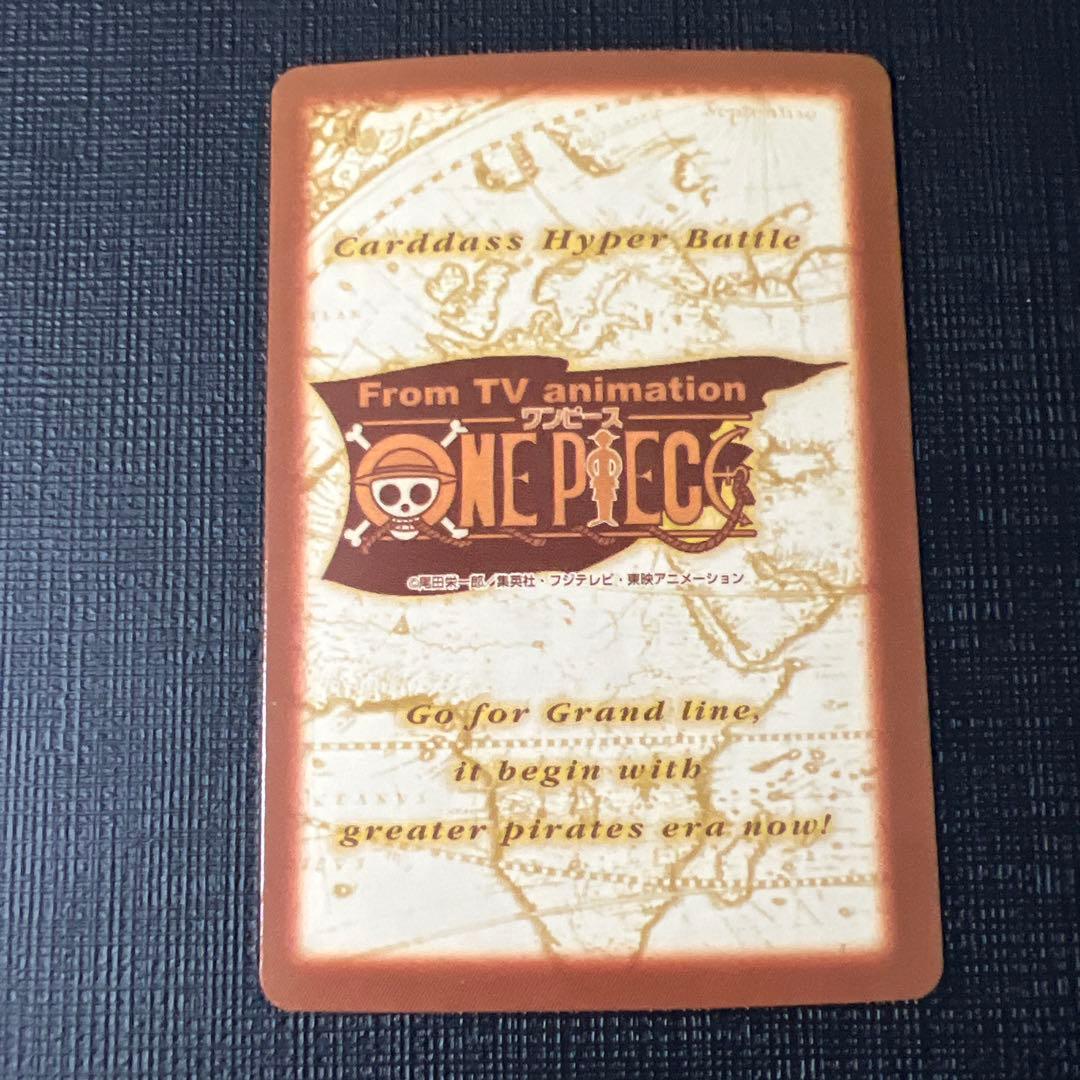 Septentrio
Carddass Hyper Battle
From TV animation
ワンピース
ONE PIECE
©尾田栄一郎／集英社・フジテレビ・東映アニメーション
Go for Grand line,
it begin with
greater pirates era now!